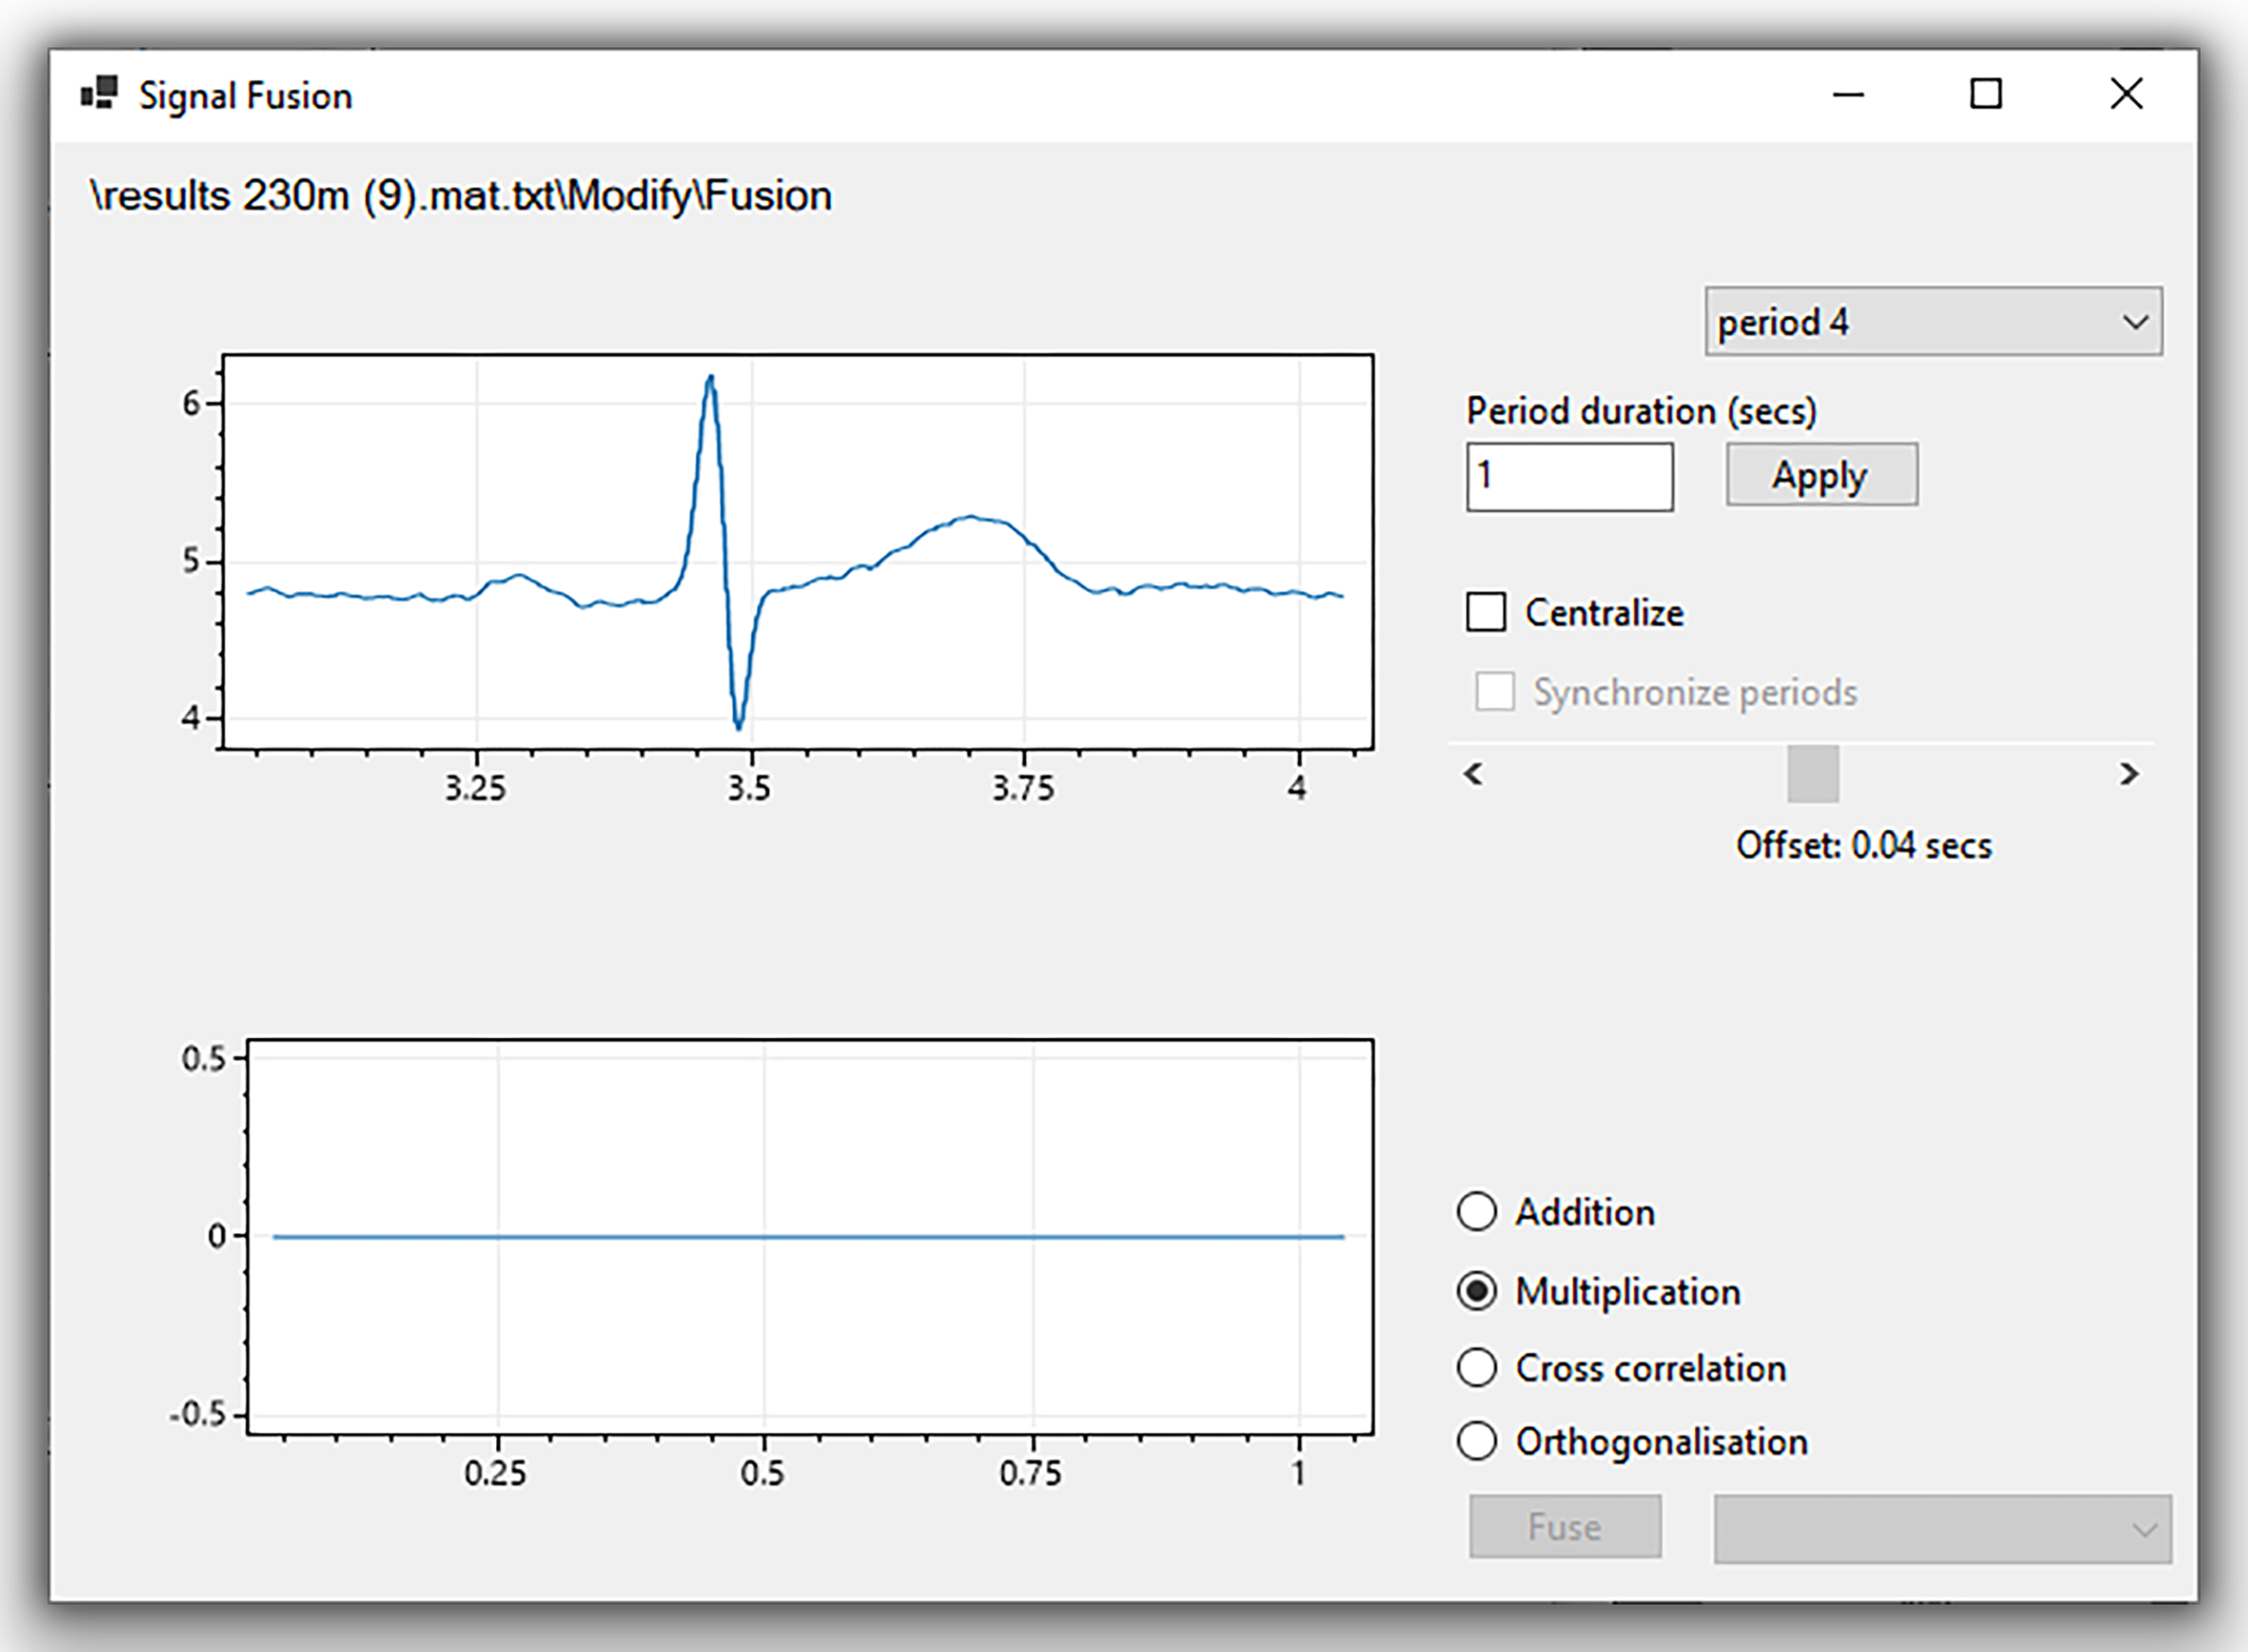 Signal Fusion
\results 230m (9).mat.txt\Modify\Fusion
period 4
Period duration (secs)
1
Apply
Centralize
Synchronize periods
Offset: 0.04 secs
6
5
4
3.25 3.5 3.75 4
0.5
0
-0.5
0.25 0.5 0.75 1
Addition
Multiplication
Cross correlation
Orthogonalisation
Fuse